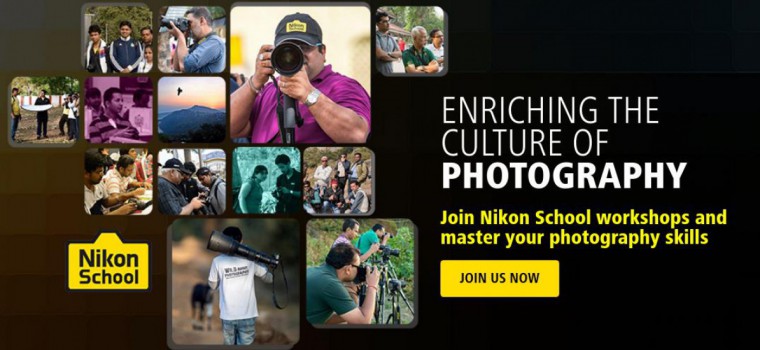 Nikon
ENRICHING THE
CULTURE OF
PHOTOGRAPHY
Join Nikon School workshops and
master your photography skills
JOIN US NOW
Nikon
School